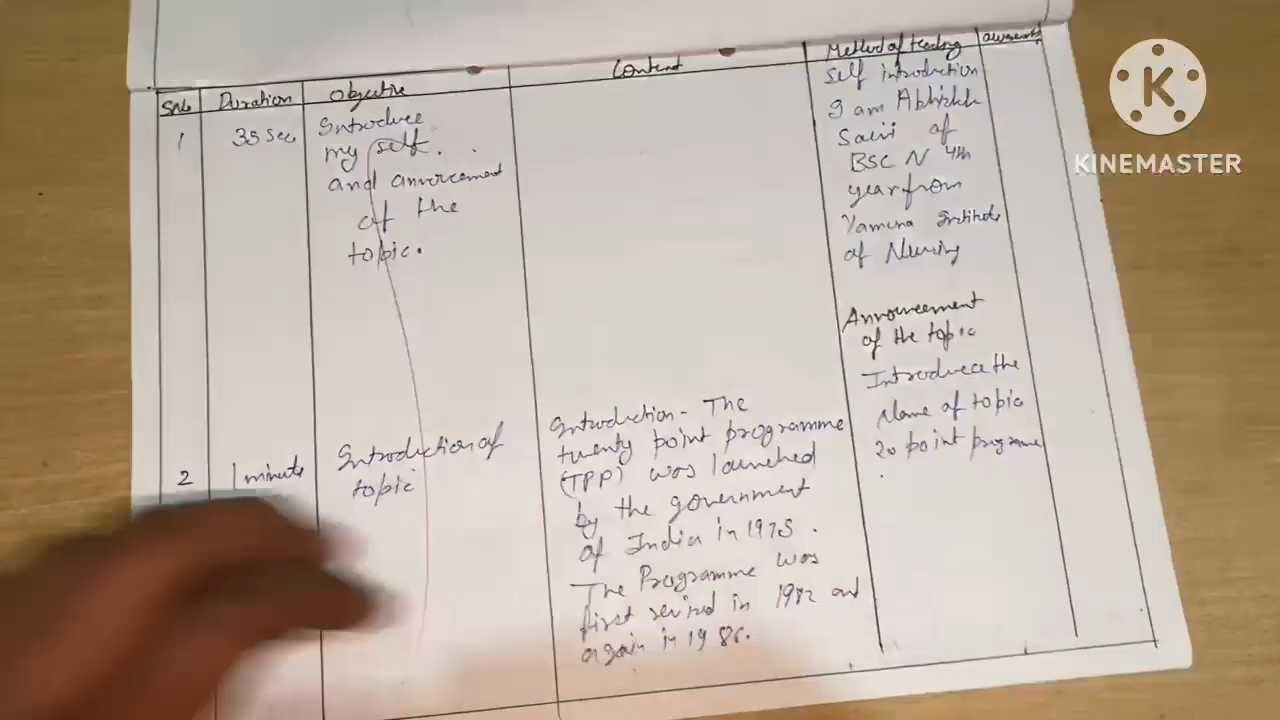 S.No
Duration
Objective
Content
Method of teaching
1
35 sec
Introduce
my self.
and annoucement
of the
topic.
self introduction
I am Abhishek
Saini of
BSC N 4th
year from
Yamuna Institute
of Nursing
Annoucement
of the topic
Introduce the
Name of topic
20 point programme
2
1 minute
Introduction of
topic
Introduction - The
twenty point programme
(TPP) was launched
by the government
of India in 1975.
The Programme was
first revised in 1982 and
again in 1986.
K
KINEMASTER